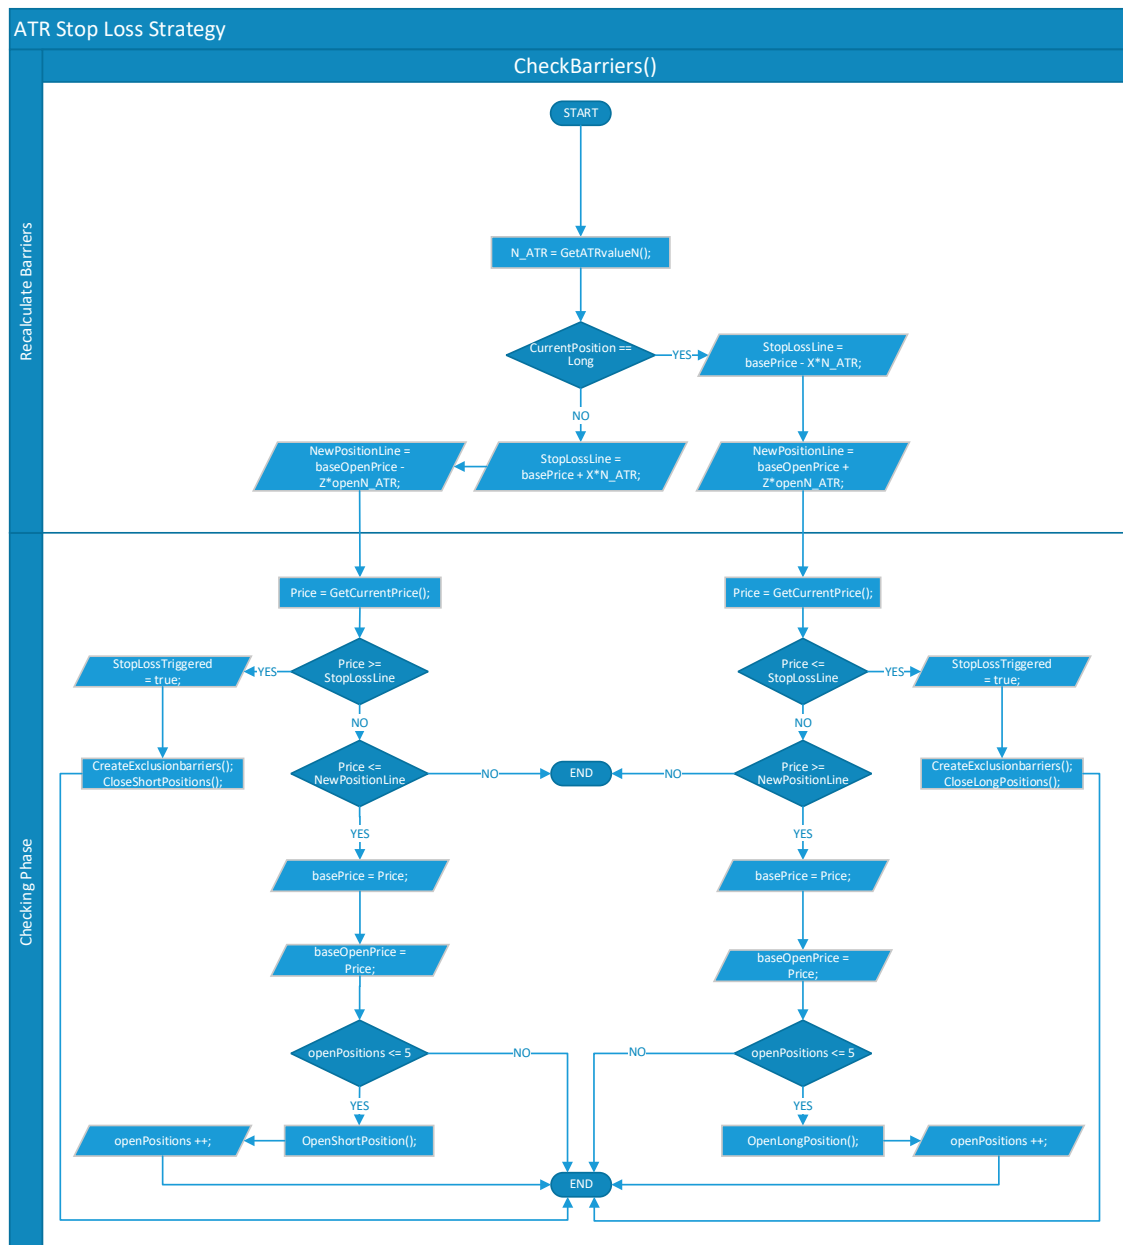 ATR Stop Loss Strategy
CheckBarriers()
Recalculate Barriers
START
N_ATR = GetATRvalueN();
CurrentPosition ==
Long
YES
StopLossLine =
basePrice - X*N_ATR;
NO
NewPositionLine =
baseOpenPrice -
Z*openN_ATR;
StopLossLine =
basePrice + X*N_ATR;
NewPositionLine =
baseOpenPrice +
Z*openN_ATR;
Checking Phase
Price = GetCurrentPrice();
Price = GetCurrentPrice();
StopLossTriggered
= true;
YES
Price >=
StopLossLine
Price <=
StopLossLine
YES
StopLossTriggered
= true;
NO
NO
CreateExclusionbarriers();
CloseShortPositions();
Price <=
NewPositionLine
NO
END
NO
Price >=
NewPositionLine
CreateExclusionbarriers();
CloseLongPositions();
YES
YES
basePrice = Price;
basePrice = Price;
baseOpenPrice =
Price;
baseOpenPrice =
Price;
openPositions <= 5
NO
NO
openPositions <= 5
YES
YES
openPositions ++;
OpenShortPosition();
OpenLongPosition();
openPositions ++;
END